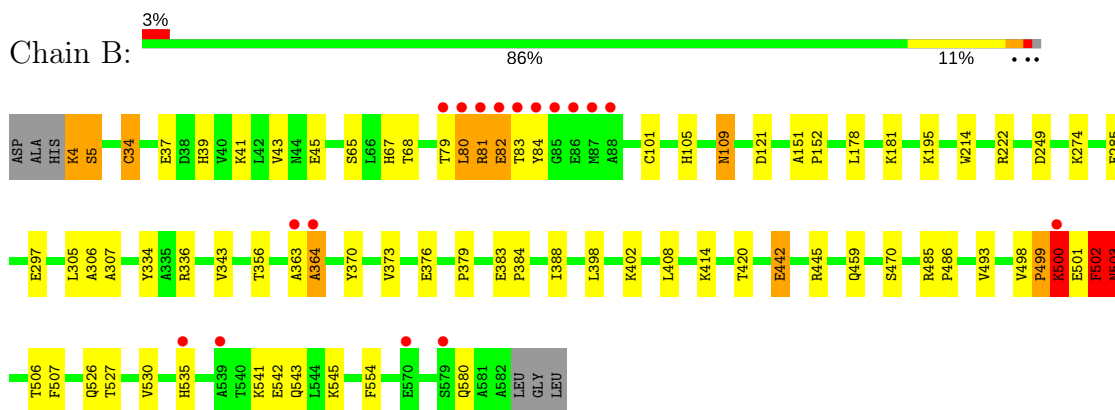 3%
Chain B:
86% 11% • ••
ASP ALA HIS K4 S5 C34 E37 D38 H39 V40 K41 L42 V43 N44 E45 S65 L66 H67 T68 T79 L80 R81 E82 T83 Y84 G85 E86 M87 A88 C101 H105 N109 D121 A151 P152 L178 K181 K195 W214 R222 D249 K274
E297 L305 A306 A307 Y334 A335 R336 V343 T356 A363 A364 Y370 V373 E376 P379 E383 P384 I388 L398 K402 L408 K414 T420 E442 R445 Q459 S470 R485 P486 V493 V498 P499 K500 E501 F502 N503
T506 F507 Q526 T527 V530 H535 A539 T540 K541 E542 Q543 L544 K545 F554 E570 S579 Q580 A581 A582 LEU GLY LEU